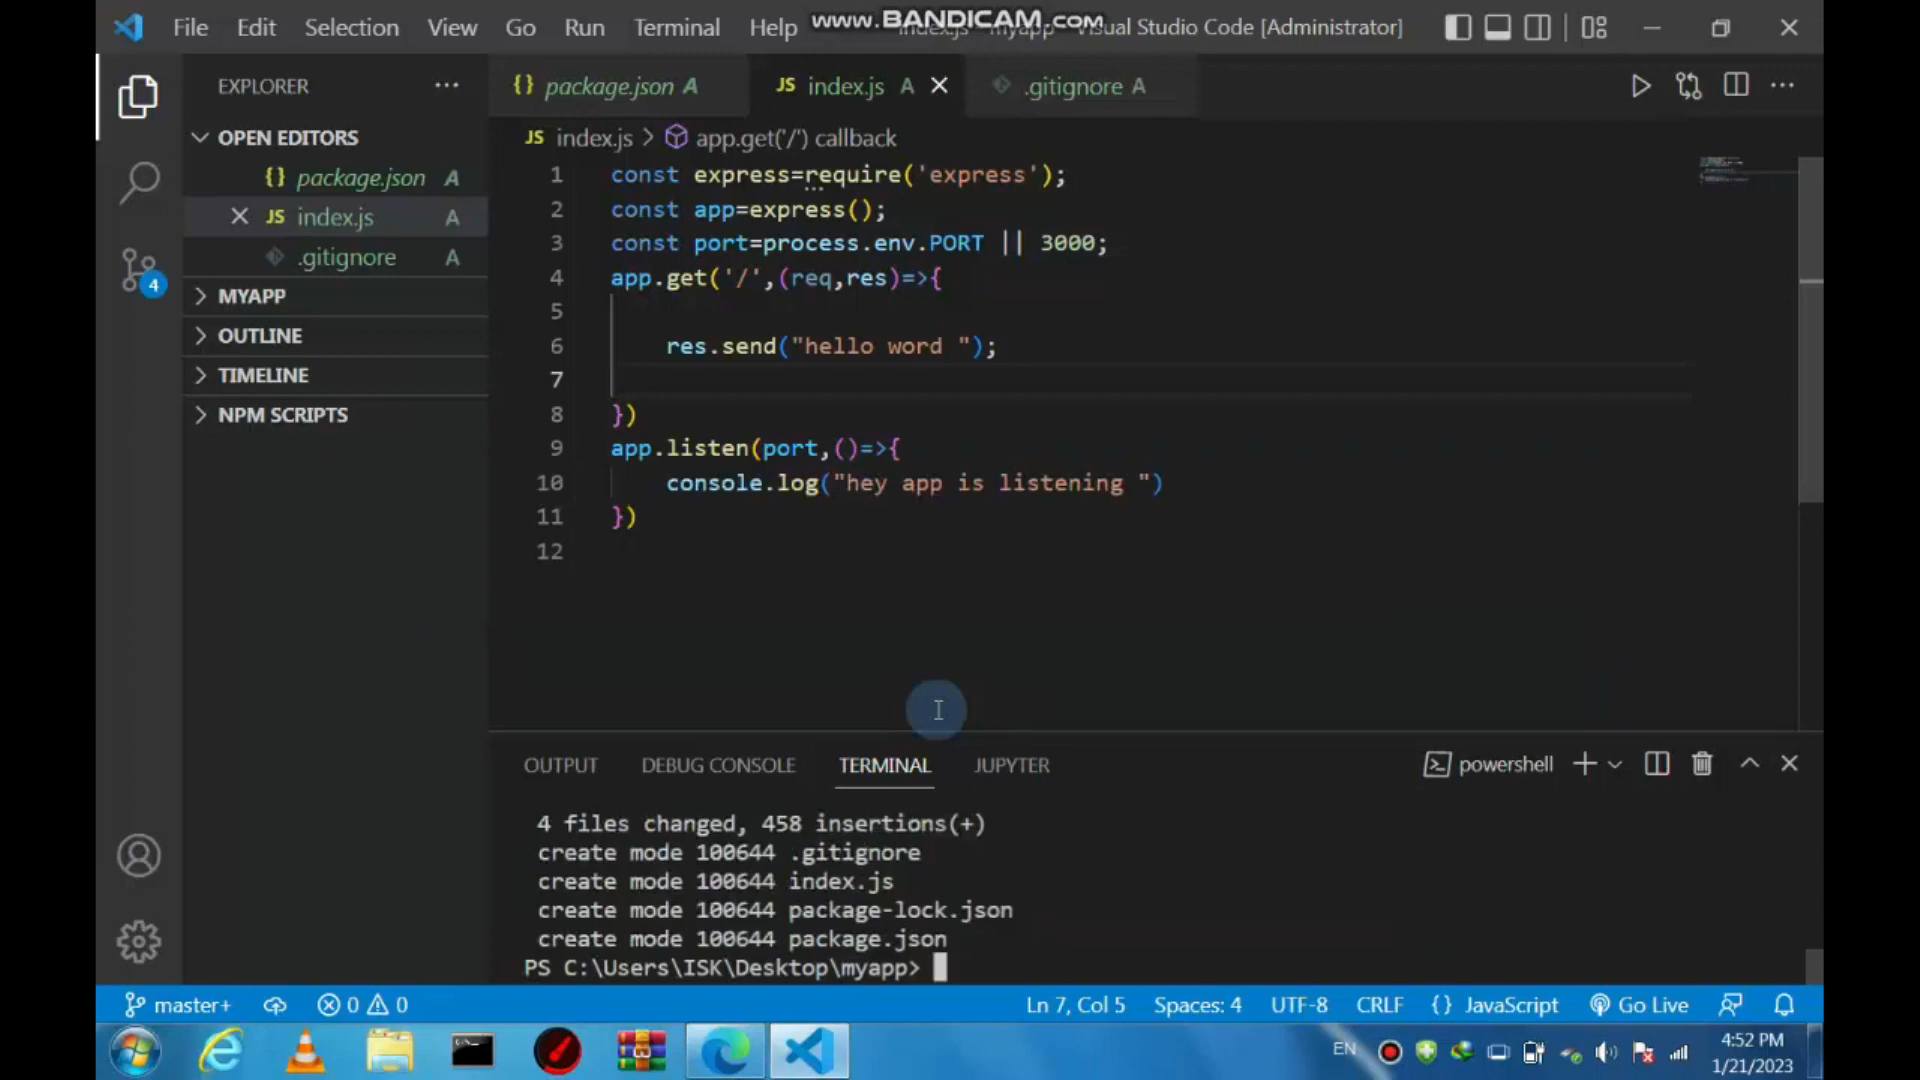 File Edit Selection View Go Run Terminal Help
www.BANDICAM.com
Visual Studio Code [Administrator]
EXPLORER ...
OPEN EDITORS
{} package.json A
JS index.js A
.gitignore A
MYAPP
OUTLINE
TIMELINE
NPM SCRIPTS
4
{} package.json A
JS index.js A
.gitignore A
JS index.js > app.get('/') callback
1 const express=require('express');
2 const app=express();
3 const port=process.env.PORT || 3000;
4 app.get('/',(req,res)=>{
5
6 res.send("hello word ");
7
8 })
9 app.listen(port,()=>{
10 console.log("hey app is listening ")
11 })
12
OUTPUT DEBUG CONSOLE TERMINAL JUPYTER
powershell
4 files changed, 458 insertions(+)
create mode 100644 .gitignore
create mode 100644 index.js
create mode 100644 package-lock.json
create mode 100644 package.json
PS C:\Users\ISK\Desktop\myapp>
master+ 0 0 Ln 7, Col 5 Spaces: 4 UTF-8 CRLF {} JavaScript Go Live
EN
4:52 PM
1/21/2023